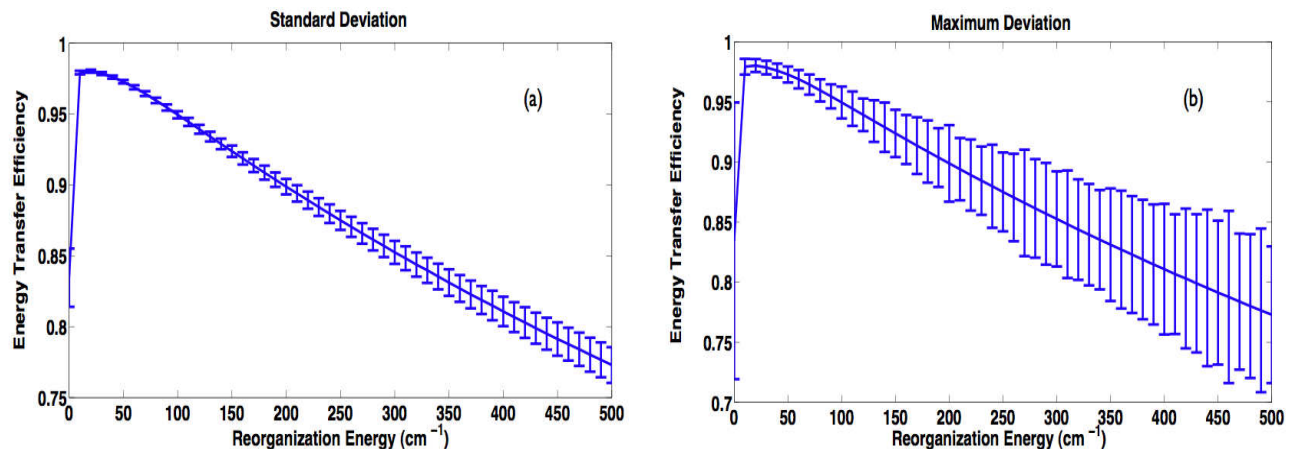 Standard Deviation
1
0.95
0.9
0.85
0.8
0.75
Energy Transfer Efficiency
(a)
0 50 100 150 200 250 300 350 400 450 500
Reorganization Energy (cm ⁻¹)
Maximum Deviation
1
0.95
0.9
0.85
0.8
0.75
0.7
Energy Transfer Efficiency
(b)
0 50 100 150 200 250 300 350 400 450 500
Reorganization Energy (cm ⁻¹)